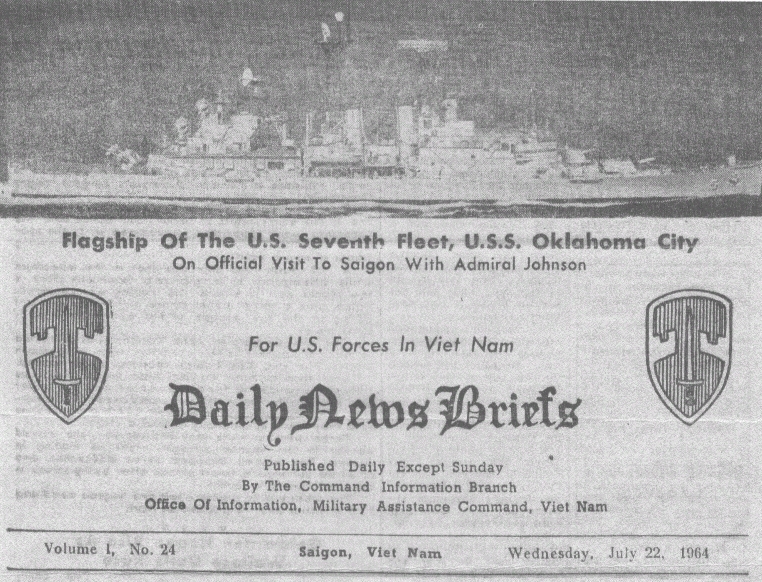 Flagship Of The U.S. Seventh Fleet, U.S.S. Oklahoma City
On Official Visit To Saigon With Admiral Johnson
For U.S. Forces In Viet Nam
Daily News Briefs
Published Daily Except Sunday
By The Command Information Branch
Office Of Information, Military Assistance Command, Viet Nam
Volume I, No. 24 Saigon, Viet Nam Wednesday, July 22, 1964